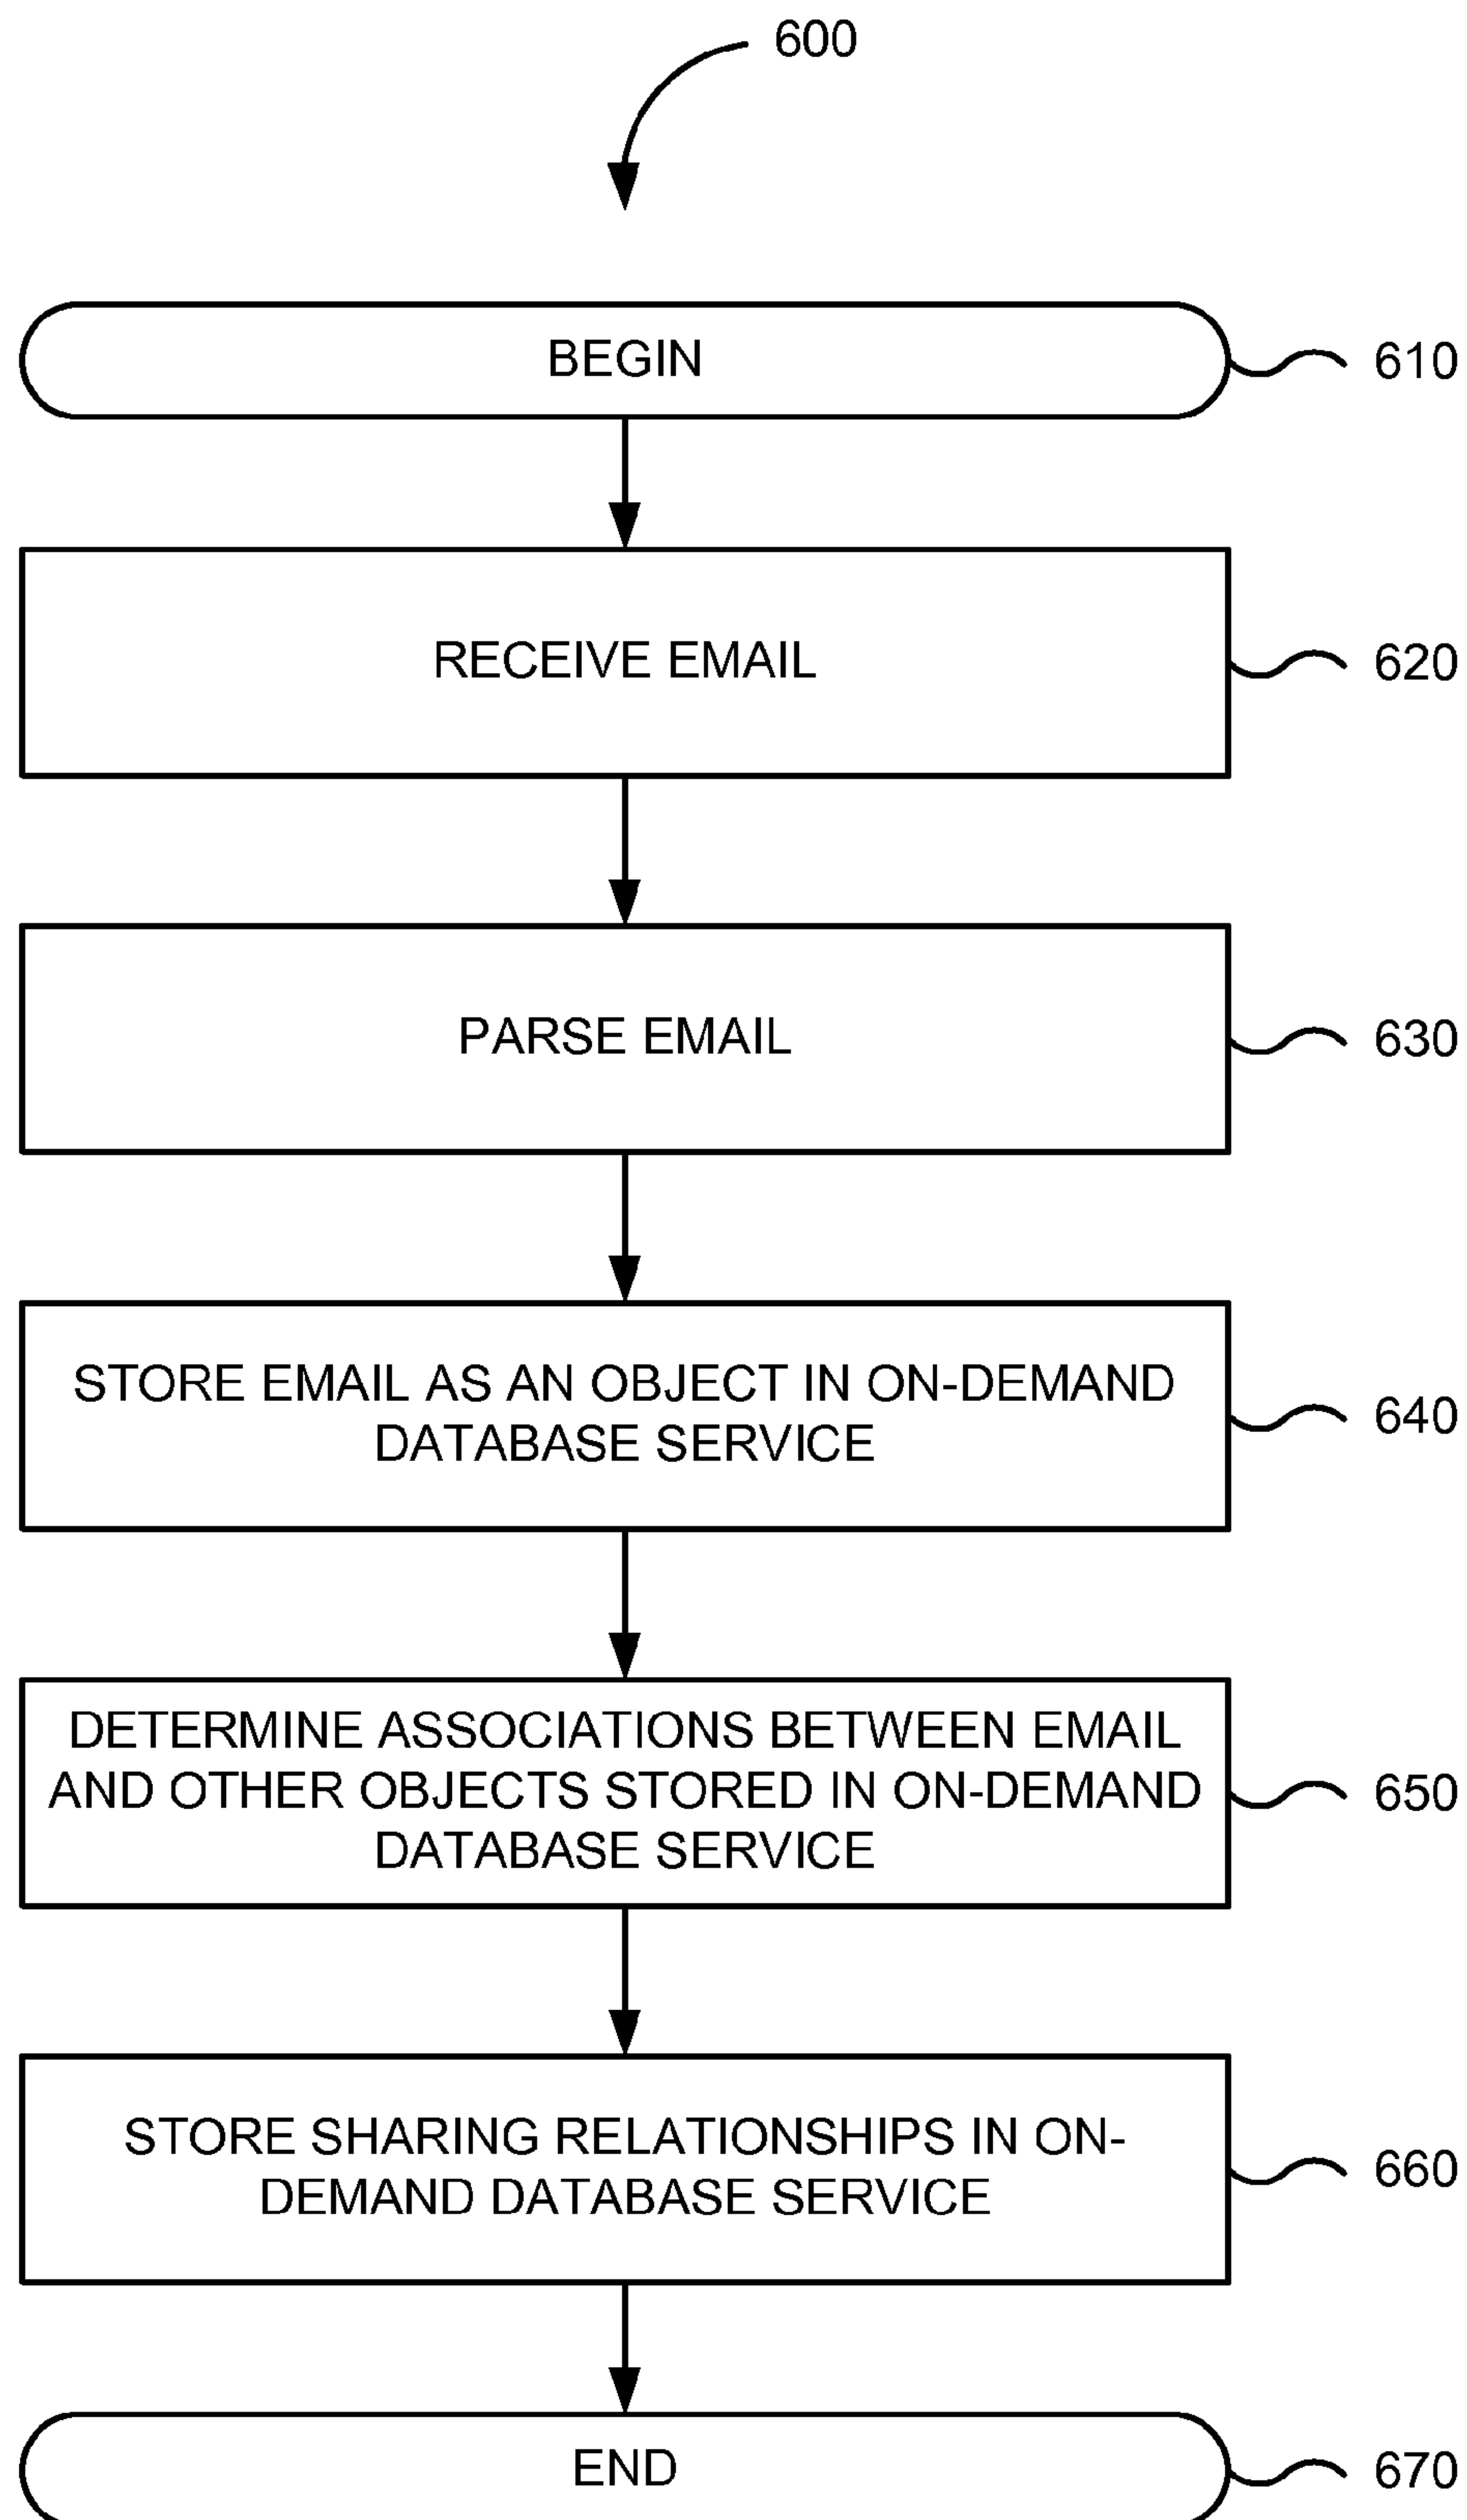 600
BEGIN
610
RECEIVE EMAIL
620
PARSE EMAIL
630
STORE EMAIL AS AN OBJECT IN ON-DEMAND
DATABASE SERVICE
640
DETERMINE ASSOCIATIONS BETWEEN EMAIL
AND OTHER OBJECTS STORED IN ON-DEMAND
DATABASE SERVICE
650
STORE SHARING RELATIONSHIPS IN ON-
DEMAND DATABASE SERVICE
660
END
670